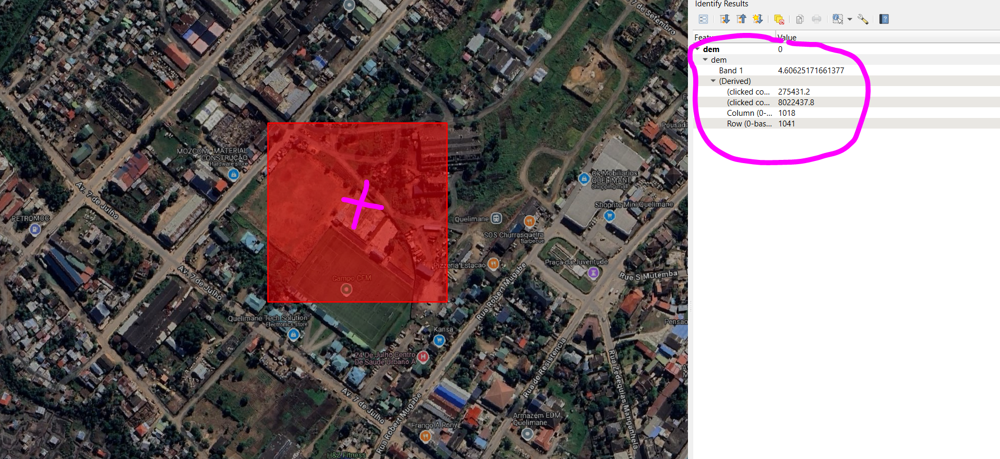 7 de Setembro
MOZCOM - MATERIAL
CONSTRUÇÃO
Hardware store
Av. 7 de Julho
PETROMOC
Av. 7 de Julho
Campo CFM
Quelimane
SOS Churrasqueira
Barbecue
Pizzeria Estacao
Pousada
Ok Mobiliarios
QUELIMANE
Shopping mall
Shoprite Mini Quelimane
Praça da Juventude
Rue S Mutemba
Rua Robert Mugabe
Quelimane Tech Solution
Electronics store
Kansa
24 De Julho Centro
De Saude Urbano A
Pensao
Rua de Resistencia
Rua Zedequias Manganhela
Av. 7 de Julho
Rua Robert Mugabe
Frango A Rony
Armazém EDM
Quelimane
H&Z Fitness
Identify Results
Featu
Value
dem 0
dem
Band 1 4.60625171661377
(Derived)
(clicked co... 275431.2
(clicked co... 8022437.8
Column (0-... 1018
Row (0-bas... 1041